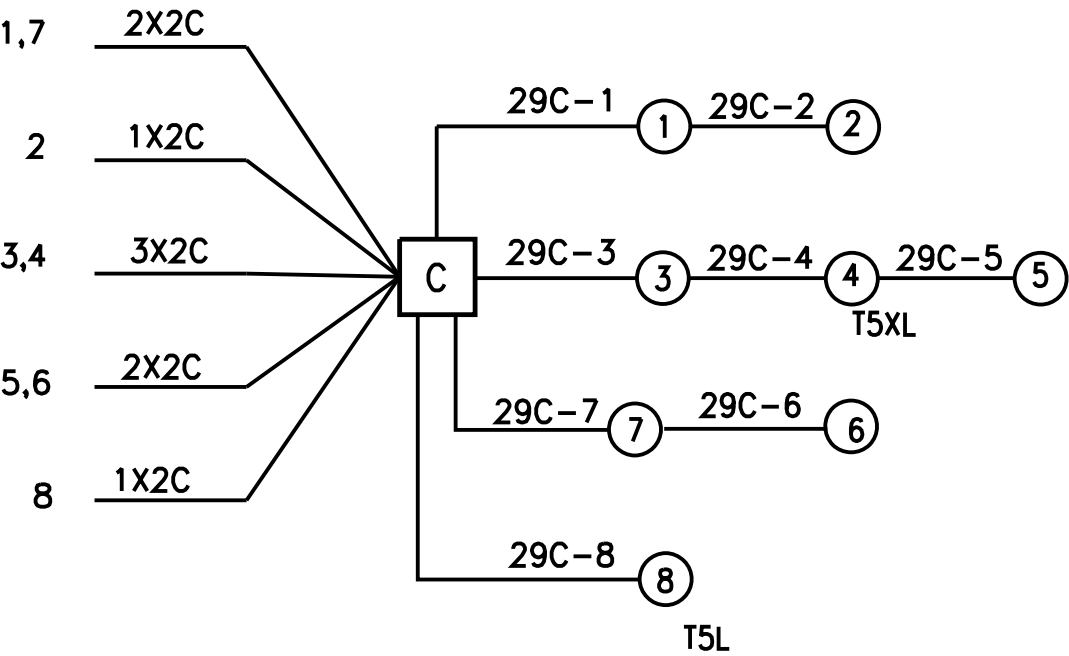 1,7 2X2C
2 1X2C
3,4 3X2C
5,6 2X2C
8 1X2C
C
29C-1 1 29C-2 2
29C-3 3 29C-4 4 29C-5 5
T5XL
29C-7 7 29C-6 6
29C-8 8
T5L